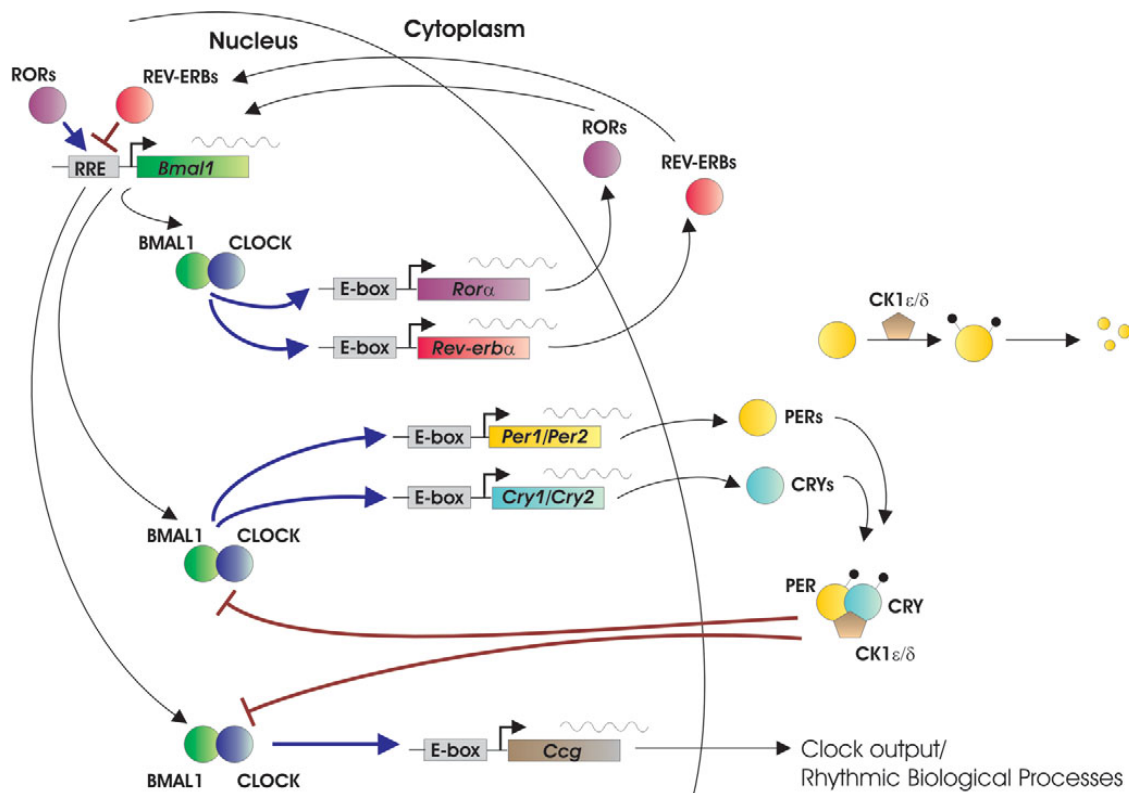 Nucleus
Cytoplasm
RORs
REV-ERBs
RRE
Bmal1
RORs
REV-ERBs
BMAL1
CLOCK
E-box
Rorα
E-box
Rev-erbα
CK1ε/δ
E-box
Per1/Per2
PERs
E-box
Cry1/Cry2
CRYs
BMAL1
CLOCK
PER
CRY
CK1ε/δ
E-box
Ccg
BMAL1
CLOCK
Clock output/
Rhythmic Biological Processes